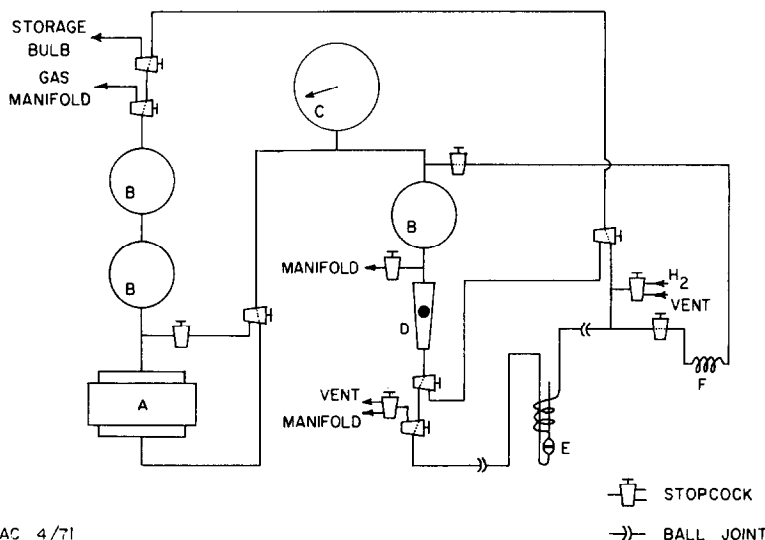 STORAGE
BULB
GAS
MANIFOLD
C
B
B
B
MANIFOLD
H2
VENT
D
F
A
VENT
MANIFOLD
E
STOPCOCK
AC 4/71
BALL JOINT